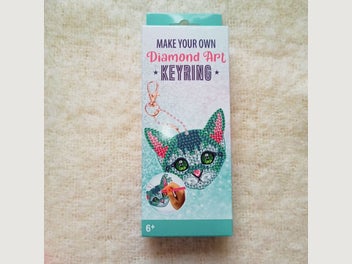 MAKE YOUR OWN
Diamond Art
★ KEYRING ★
6+